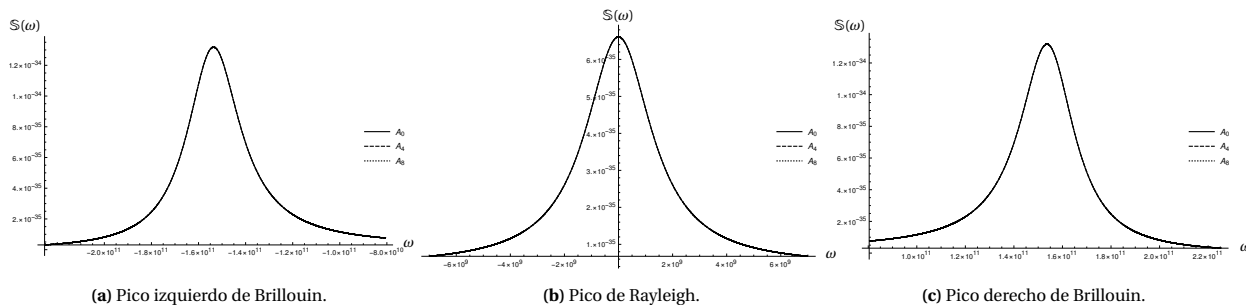 𝕊(ω)
1.2×10⁻³⁴
1.×10⁻³⁴
8.×10⁻³⁵
6.×10⁻³⁵
4.×10⁻³⁵
2.×10⁻³⁵
A₀
A₄
A₈
-2.0×10¹¹ -1.8×10¹¹ -1.6×10¹¹ -1.4×10¹¹ -1.2×10¹¹ -1.0×10¹¹ -8.0×10¹⁰ ω
(a) Pico izquierdo de Brillouin.
𝕊(ω)
6.×10⁻³⁵
5.×10⁻³⁵
4.×10⁻³⁵
3.×10⁻³⁵
2.×10⁻³⁵
1.×10⁻³⁵
A₀
A₄
A₈
-6.×10⁹ -4.×10⁹ -2.×10⁹ 2.×10⁹ 4.×10⁹ 6.×10⁹ ω
(b) Pico de Rayleigh.
𝕊(ω)
1.2×10⁻³⁴
1.×10⁻³⁴
8.×10⁻³⁵
6.×10⁻³⁵
4.×10⁻³⁵
2.×10⁻³⁵
A₀
A₄
A₈
1.0×10¹¹ 1.2×10¹¹ 1.4×10¹¹ 1.6×10¹¹ 1.8×10¹¹ 2.0×10¹¹ 2.2×10¹¹ ω
(c) Pico derecho de Brillouin.